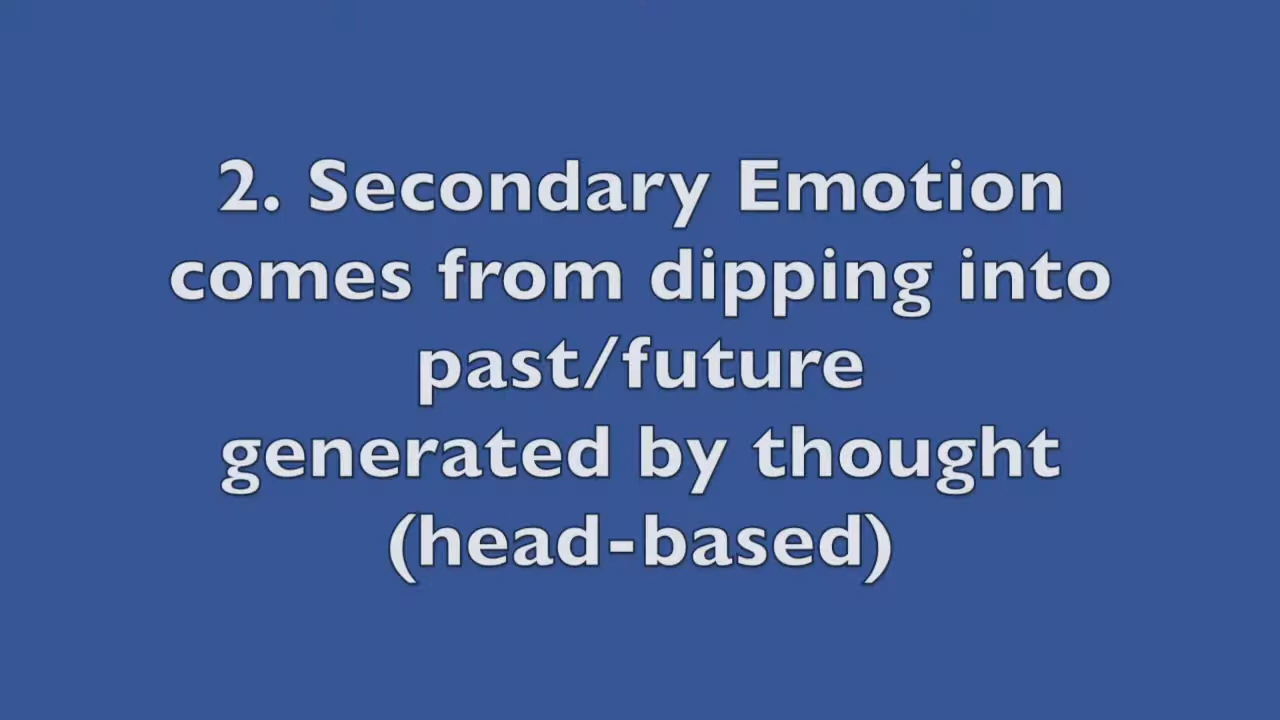 2. Secondary Emotion
comes from dipping into
past/future
generated by thought
(head-based)